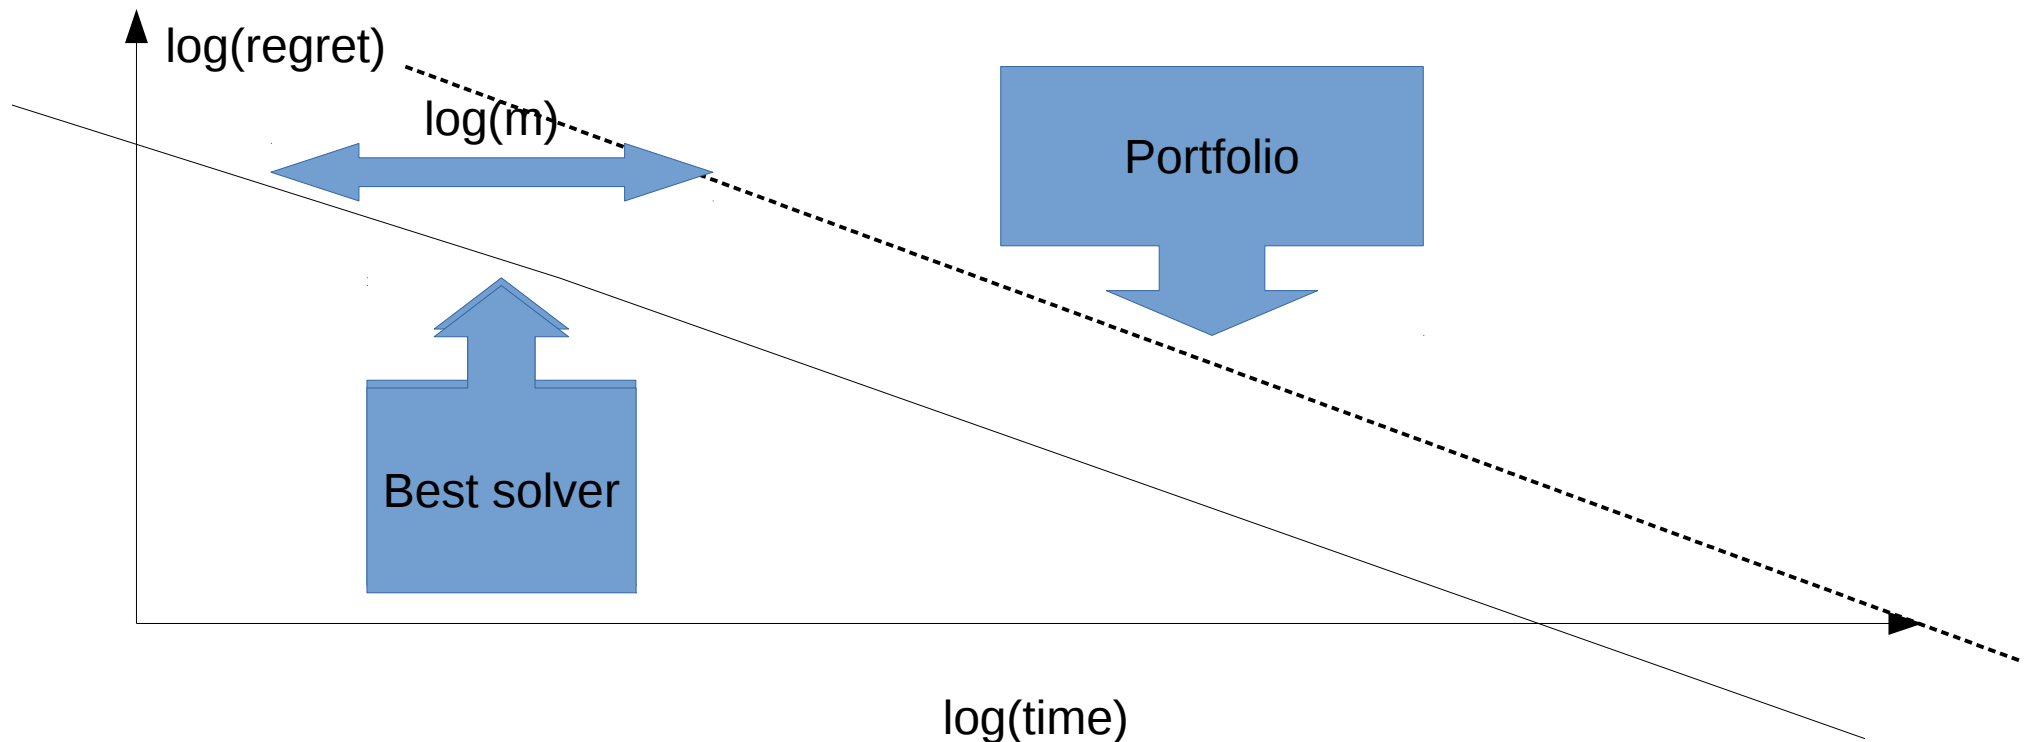 log(regret)
log(m)
Portfolio
Best solver
log(time)